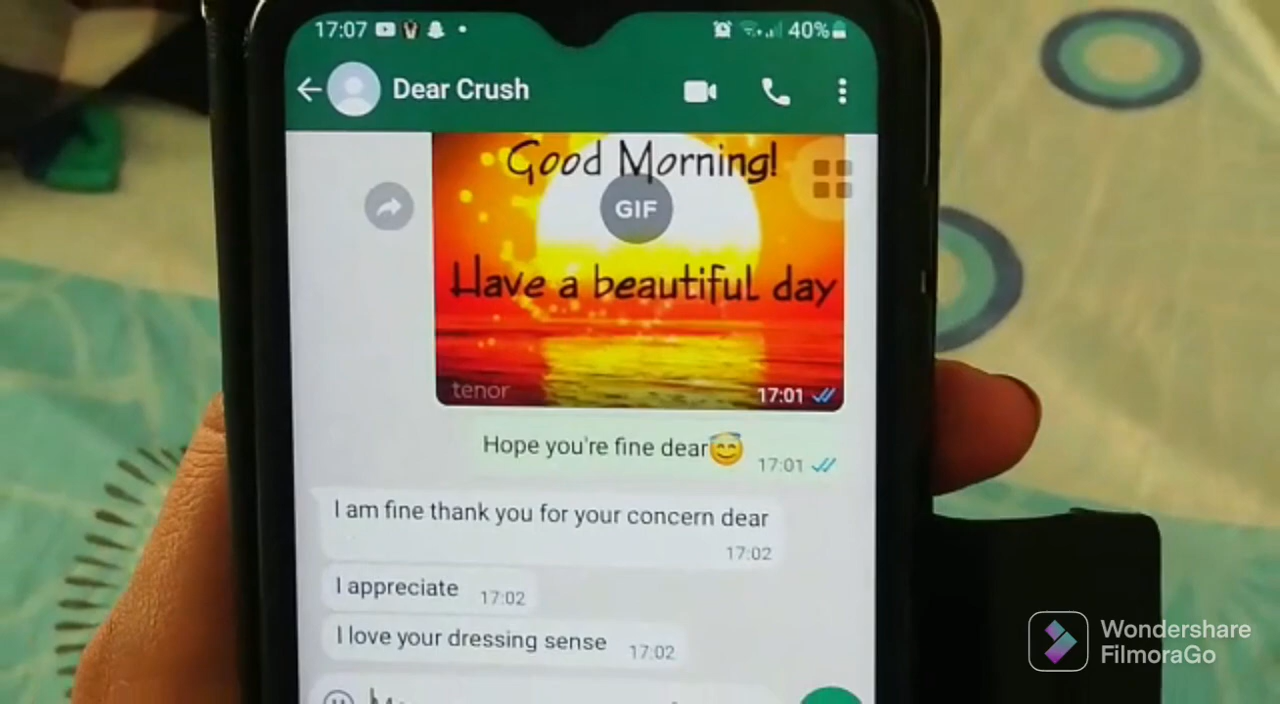 17:07
40%
Dear Crush
Good Morning!
GIF
Have a beautiful day
tenor
17:01
Hope you're fine dear😇
17:01
I am fine thank you for your concern dear
17:02
I appreciate 17:02
I love your dressing sense 17:02
Wondershare
FilmoraGo